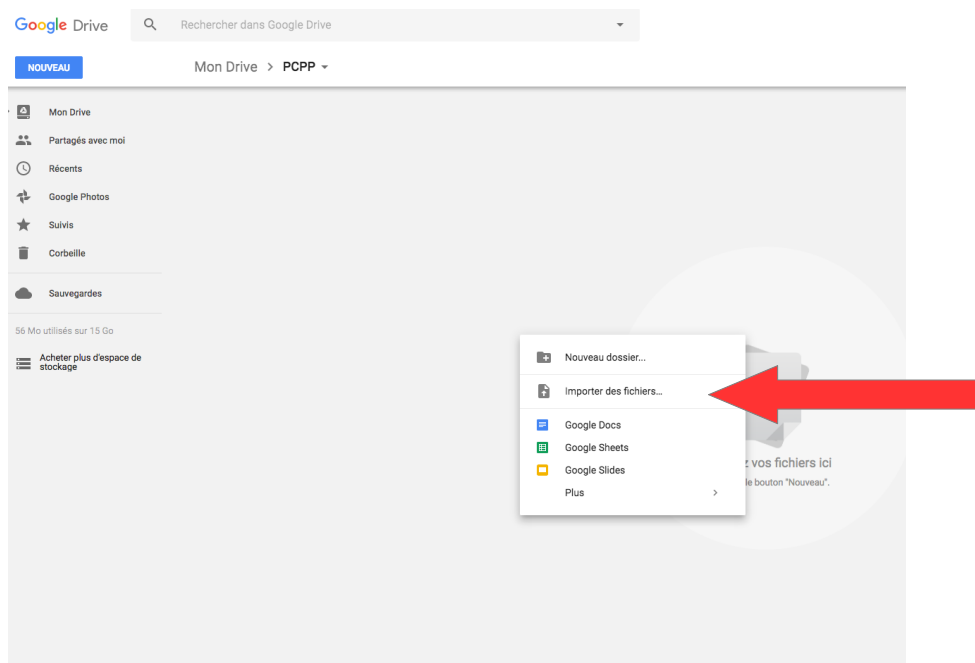 Google Drive
Rechercher dans Google Drive
NOUVEAU
Mon Drive > PCPP
Mon Drive
Partagés avec moi
Récents
Google Photos
Suivis
Corbeille
Sauvegardes
56 Mo utilisés sur 15 Go
Acheter plus d'espace de
stockage
Nouveau dossier...
Importer des fichiers...
Google Docs
Google Sheets
Google Slides
Plus >
vos fichiers ici
le bouton "Nouveau".